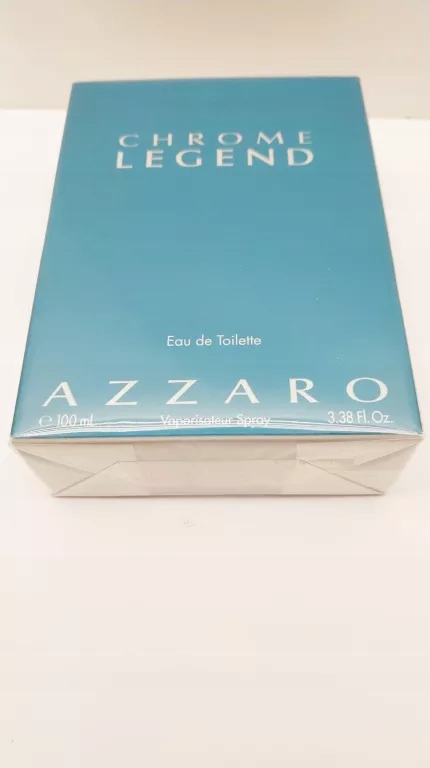 CHROME
LEGEND
Eau de Toilette
AZZARO
℮ 100 ml Vaporisateur Spray 3.38 Fl. Oz.